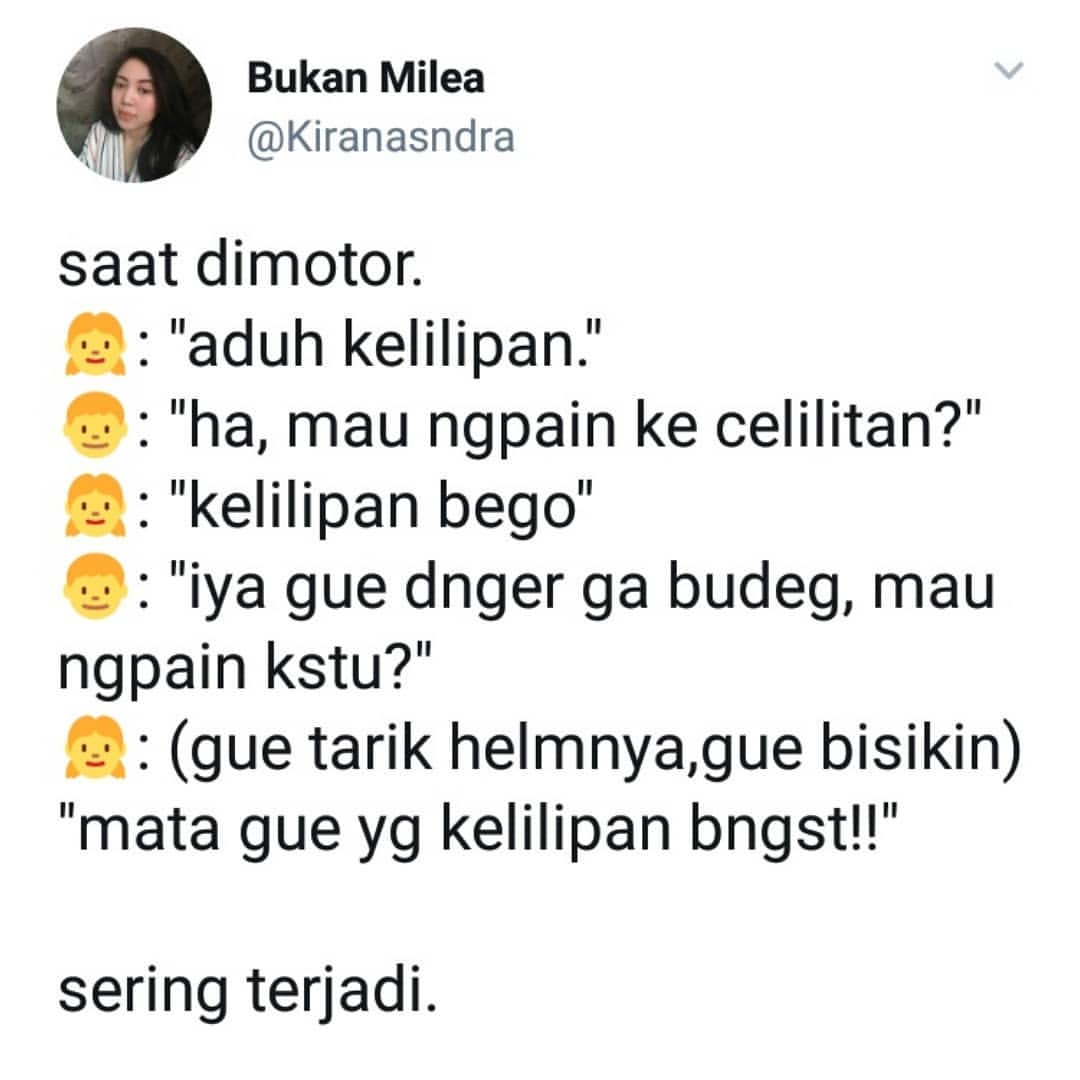 Bukan Milea
@Kiranasndra
saat dimotor.
👧: "aduh kelilipan."
👦: "ha, mau ngpain ke celilitan?"
👧: "kelilipan bego"
👦: "iya gue dnger ga budeg, mau
ngpain kstu?"
👧: (gue tarik helmnya,gue bisikin)
"mata gue yg kelilipan bngst!!"
sering terjadi.